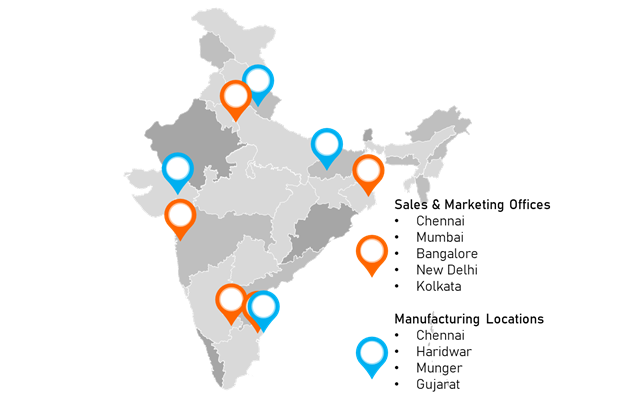 Sales & Marketing Offices
• Chennai
• Mumbai
• Bangalore
• New Delhi
• Kolkata
Manufacturing Locations
• Chennai
• Haridwar
• Munger
• Gujarat